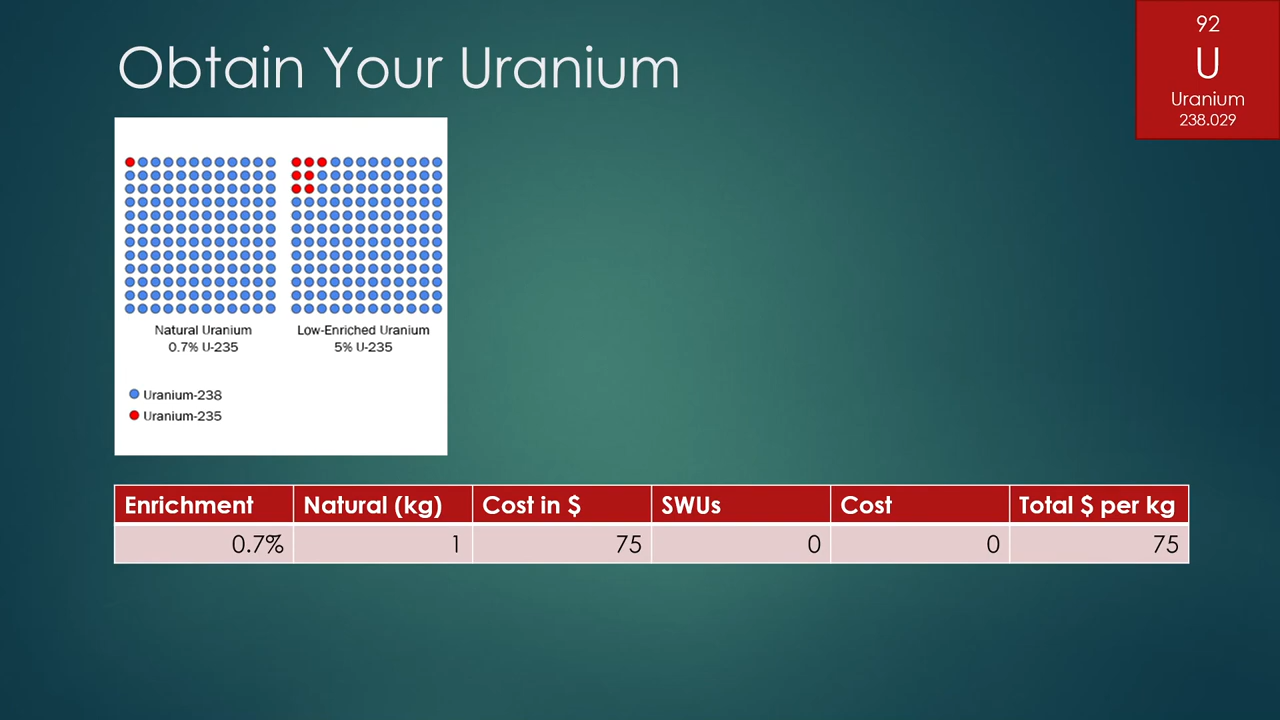 Obtain Your Uranium
92
U
Uranium
238.029
Natural Uranium
0.7% U-235
Low-Enriched Uranium
5% U-235
Uranium-238
Uranium-235
Enrichment Natural (kg) Cost in $ SWUs Cost Total $ per kg
0.7% 1 75 0 0 75